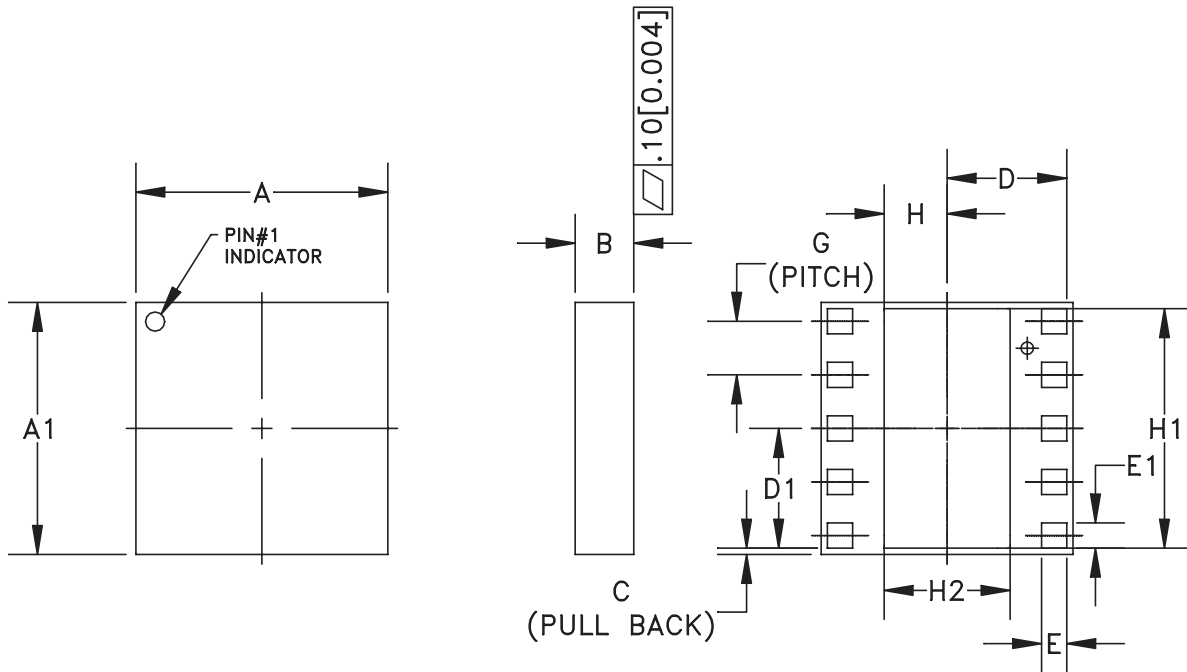 .10[0.004]
A
PIN#1
INDICATOR
A1
B
D
H
G
(PITCH)
D1
H1
E1
C
(PULL BACK)
H2
E